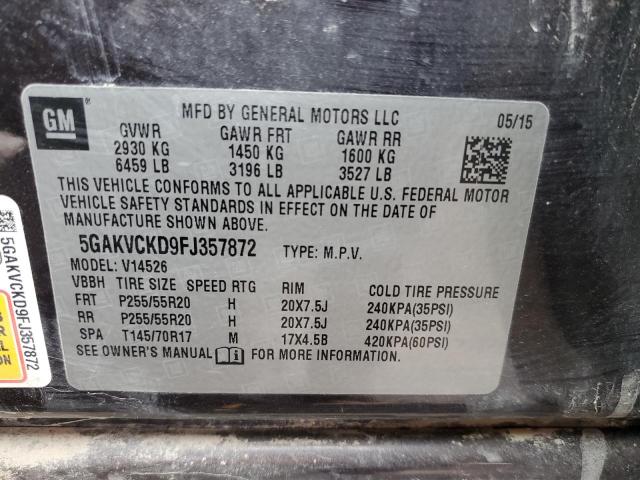 GM
MFD BY GENERAL MOTORS LLC
05/15
GVWR GAWR FRT GAWR RR
2930 KG 1450 KG 1600 KG
6459 LB 3196 LB 3527 LB
THIS VEHICLE CONFORMS TO ALL APPLICABLE U.S. FEDERAL MOTOR
VEHICLE SAFETY STANDARDS IN EFFECT ON THE DATE OF
MANUFACTURE SHOWN ABOVE.
5GAKVCKD9FJ357872 TYPE: M.P.V.
MODEL: V14526
VBBH TIRE SIZE SPEED RTG RIM COLD TIRE PRESSURE
FRT P255/55R20 H 20X7.5J 240KPA(35PSI)
RR P255/55R20 H 20X7.5J 240KPA(35PSI)
SPA T145/70R17 M 17X4.5B 420KPA(60PSI)
SEE OWNER'S MANUAL FOR MORE INFORMATION.
5GAKVCKD9FJ357872